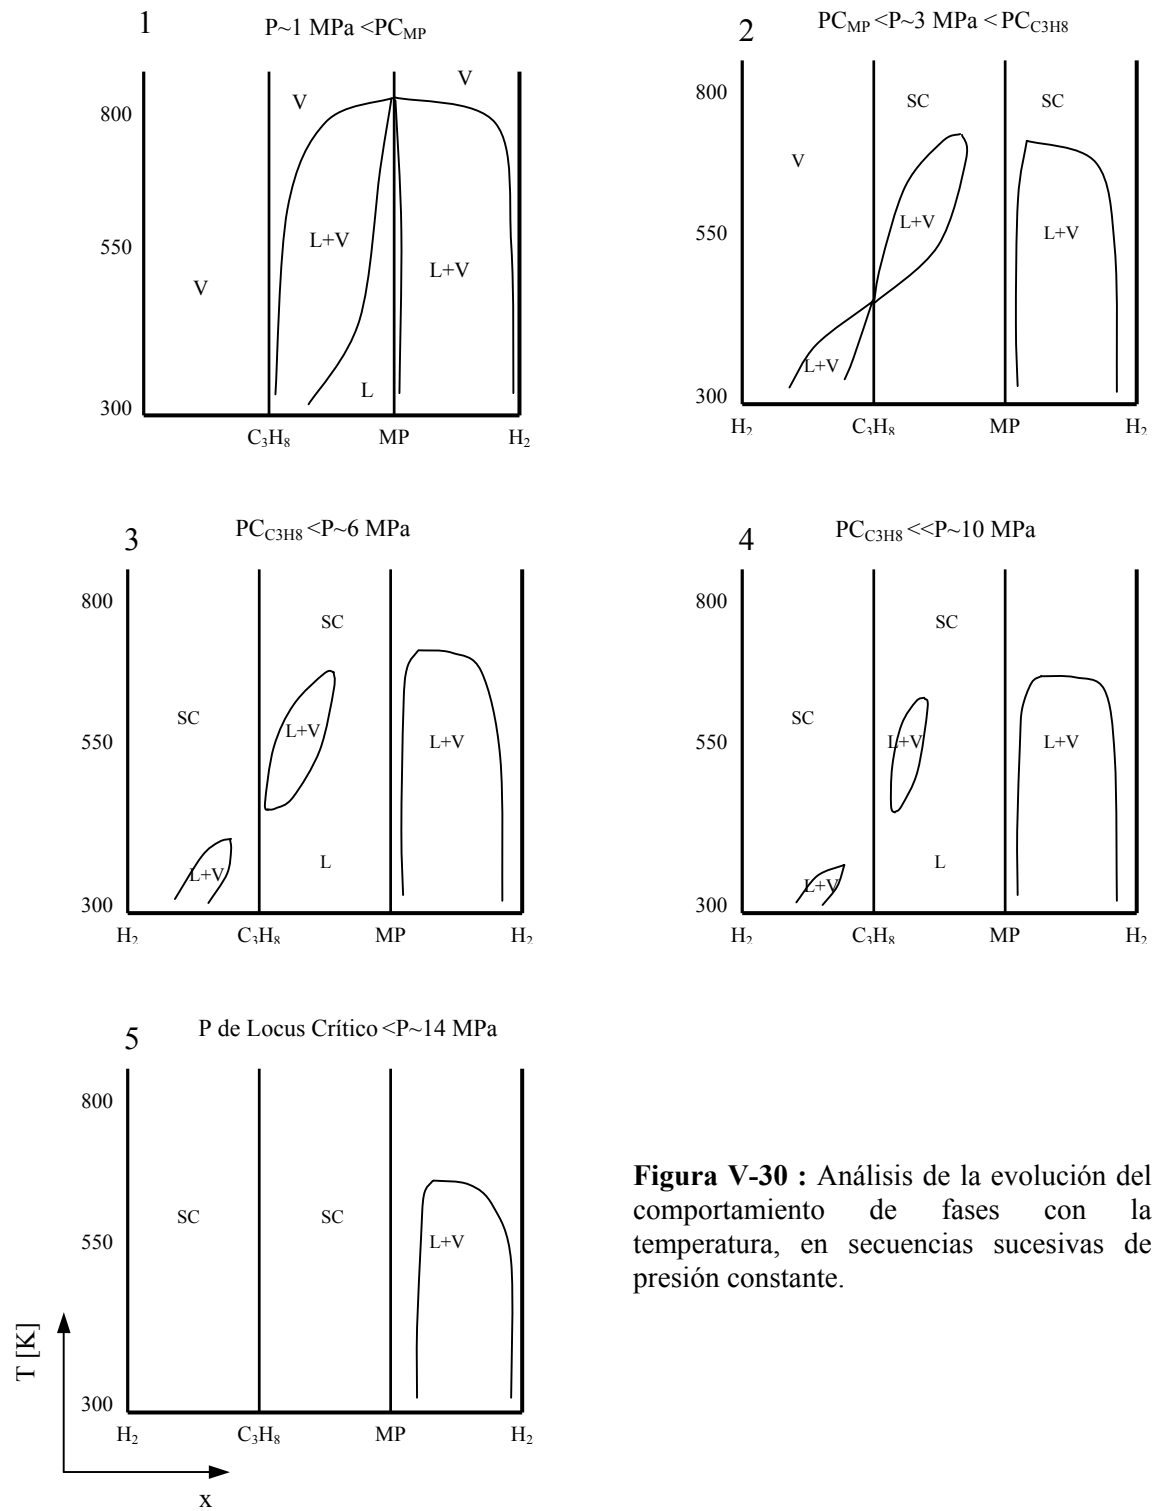 1
P~1 MPa <PC_MP
V
V
800
550
L+V
L+V
V
L
300
C3H8
MP
H2
2
PC_MP <P~3 MPa < PC_C3H8
800
SC
SC
V
550
L+V
L+V
L+V
300
H2
C3H8
MP
H2
3
PC_C3H8 <P~6 MPa
800
SC
SC
L+V
550
L+V
L
L+V
300
H2
C3H8
MP
H2
4
PC_C3H8 <<P~10 MPa
800
SC
SC
550
L+V
L+V
L
L+V
300
H2
C3H8
MP
H2
5
P de Locus Crítico <P~14 MPa
800
SC
SC
550
L+V
300
H2
C3H8
MP
H2
T [K]
x
Figura V-30 : Análisis de la evolución del
comportamiento de fases con la
temperatura, en secuencias sucesivas de
presión constante.